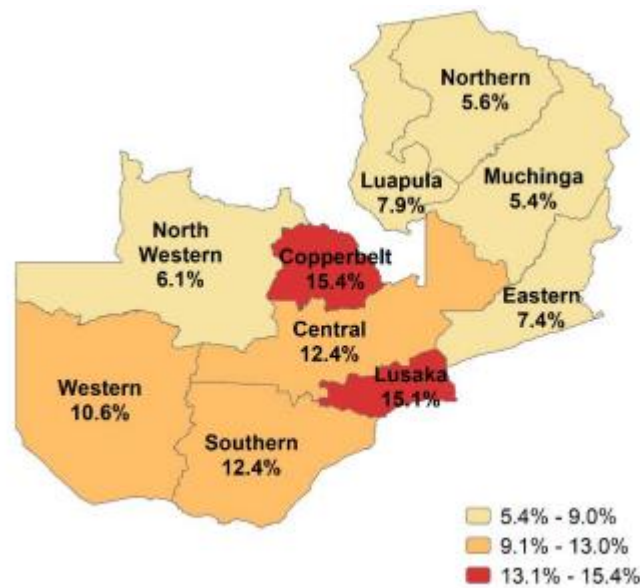 Northern
5.6%
Luapula
7.9%
Muchinga
5.4%
North
Western
6.1%
Copperbelt
15.4%
Eastern
7.4%
Central
12.4%
Western
10.6%
Lusaka
15.1%
Southern
12.4%
5.4% - 9.0%
9.1% - 13.0%
13.1% - 15.4%